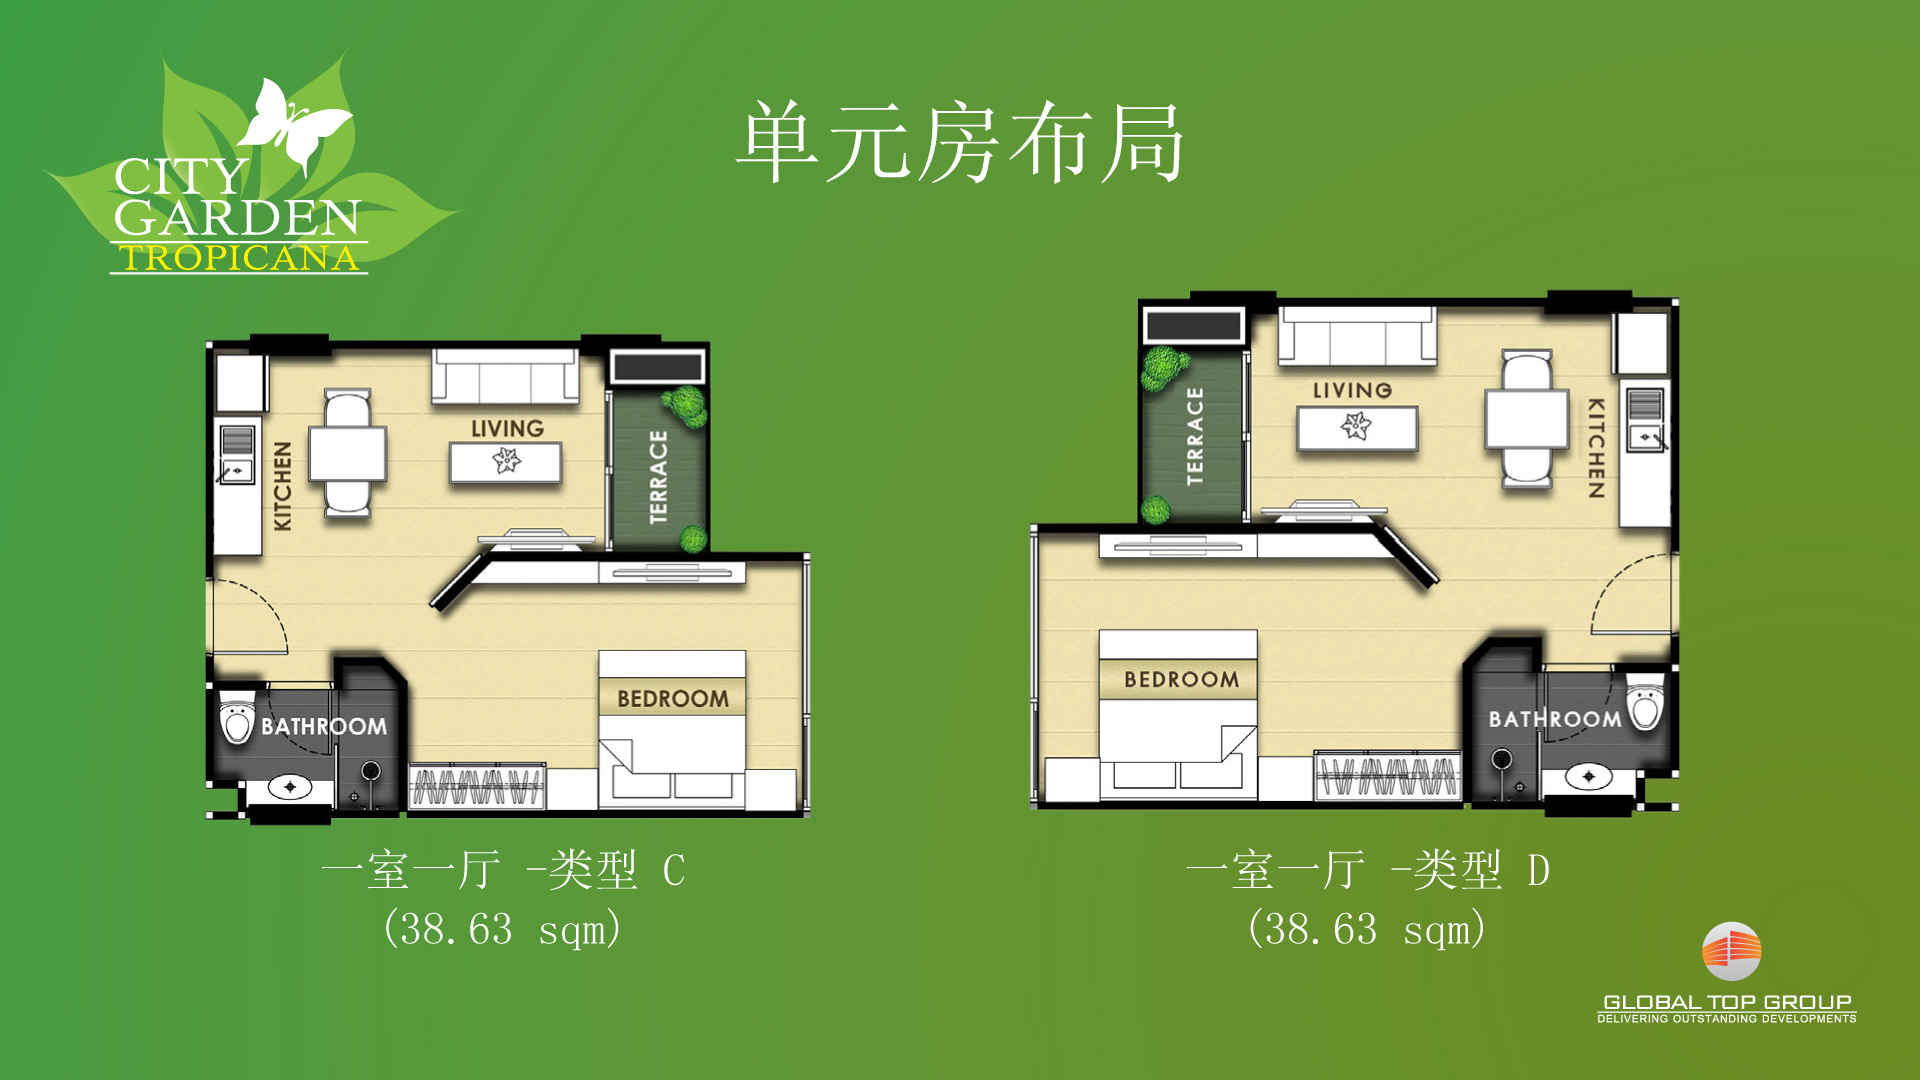 CITY
GARDEN
TROPICANA
单元房布局
LIVING
KITCHEN
TERRACE
BEDROOM
BATHROOM
一室一厅 -类型 C
(38.63 sqm)
LIVING
TERRACE
KITCHEN
BEDROOM
BATHROOM
一室一厅 -类型 D
(38.63 sqm)
GLOBAL TOP GROUP
DELIVERING OUTSTANDING DEVELOPMENTS